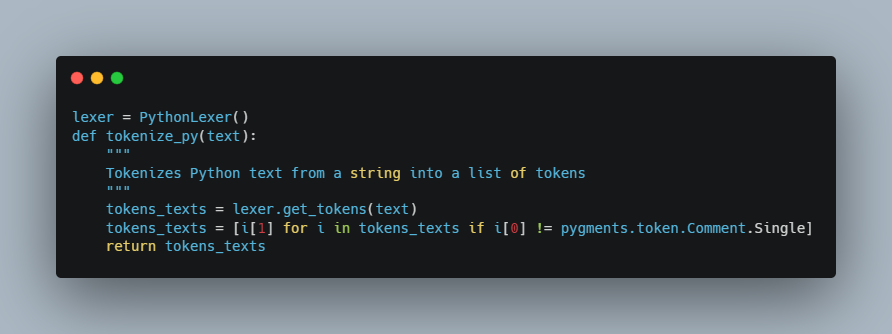 lexer = PythonLexer()
def tokenize_py(text):
    """
    Tokenizes Python text from a string into a list of tokens
    """
    tokens_texts = lexer.get_tokens(text)
    tokens_texts = [i[1] for i in tokens_texts if i[0] != pygments.token.Comment.Single]
    return tokens_texts